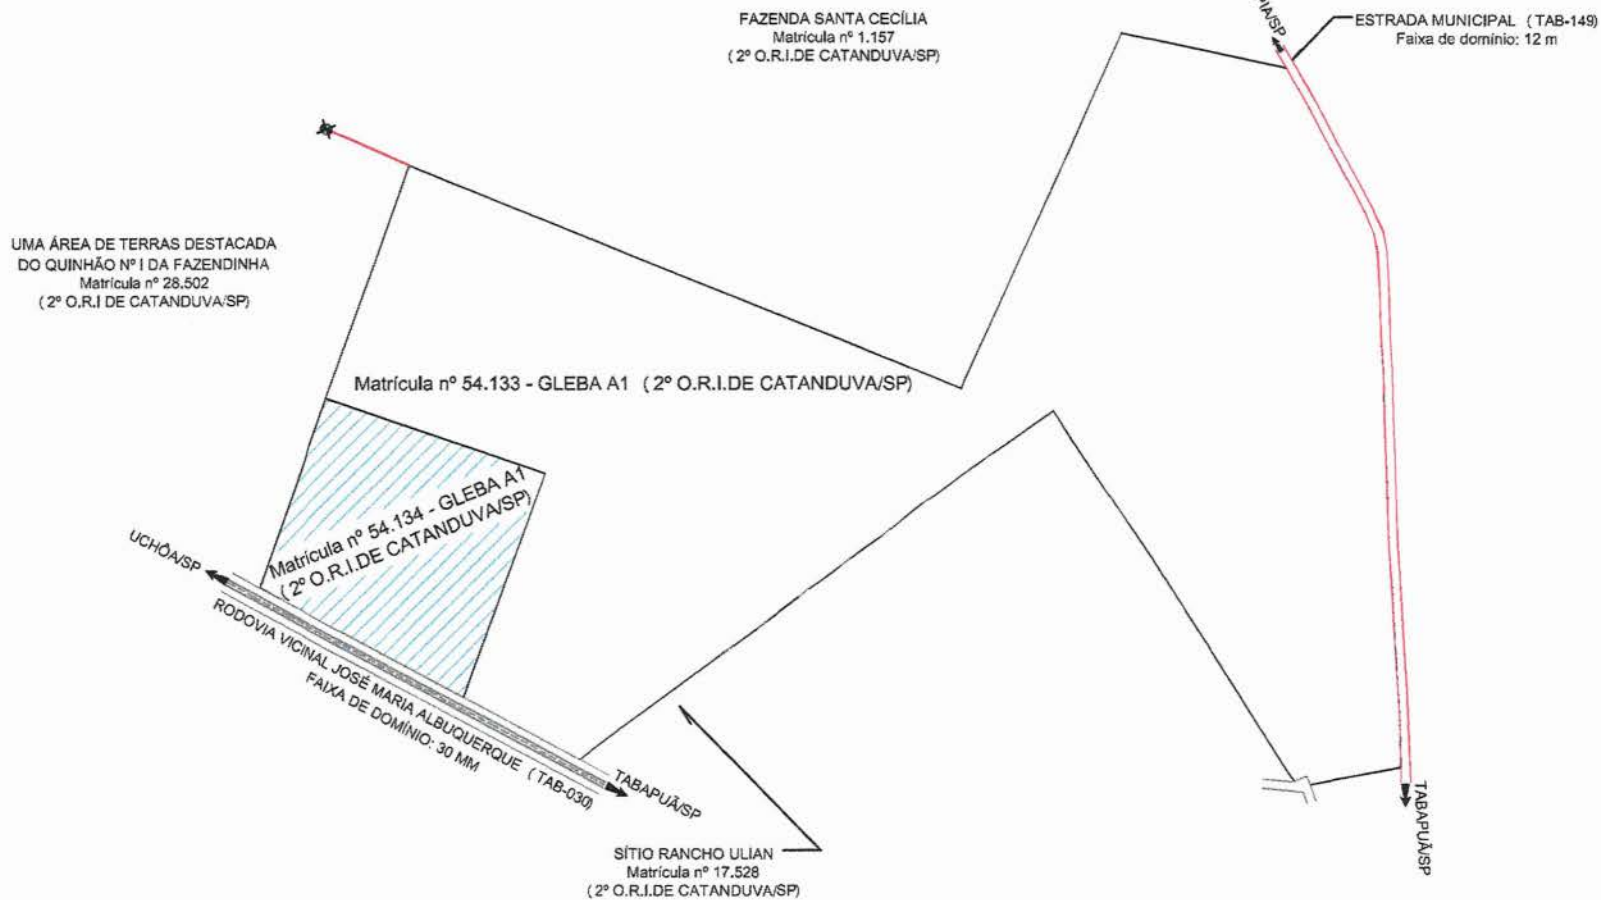 FAZENDA SANTA CECÍLIA
Matrícula nº 1.157
( 2º O.R.I.DE CATANDUVA/SP)
ESTRADA MUNICIPAL ( TAB-149)
Faixa de domínio: 12 m
UMA ÁREA DE TERRAS DESTACADA
DO QUINHÃO Nº I DA FAZENDINHA
Matrícula nº 28.502
( 2º O.R.I DE CATANDUVA/SP)
Matrícula nº 54.133 - GLEBA A1 ( 2º O.R.I.DE CATANDUVA/SP)
Matrícula nº 54.134 - GLEBA A1
( 2º O.R.I.DE CATANDUVA/SP)
UCHÔA/SP
RODOVIA VICINAL JOSÉ MARIA ALBUQUERQUE ( TAB-030)
FAIXA DE DOMÍNIO: 30 MM
TABAPUÃ/SP
TABAPUÃ/SP
SÍTIO RANCHO ULIAN
Matrícula nº 17.528
( 2º O.R.I.DE CATANDUVA/SP)